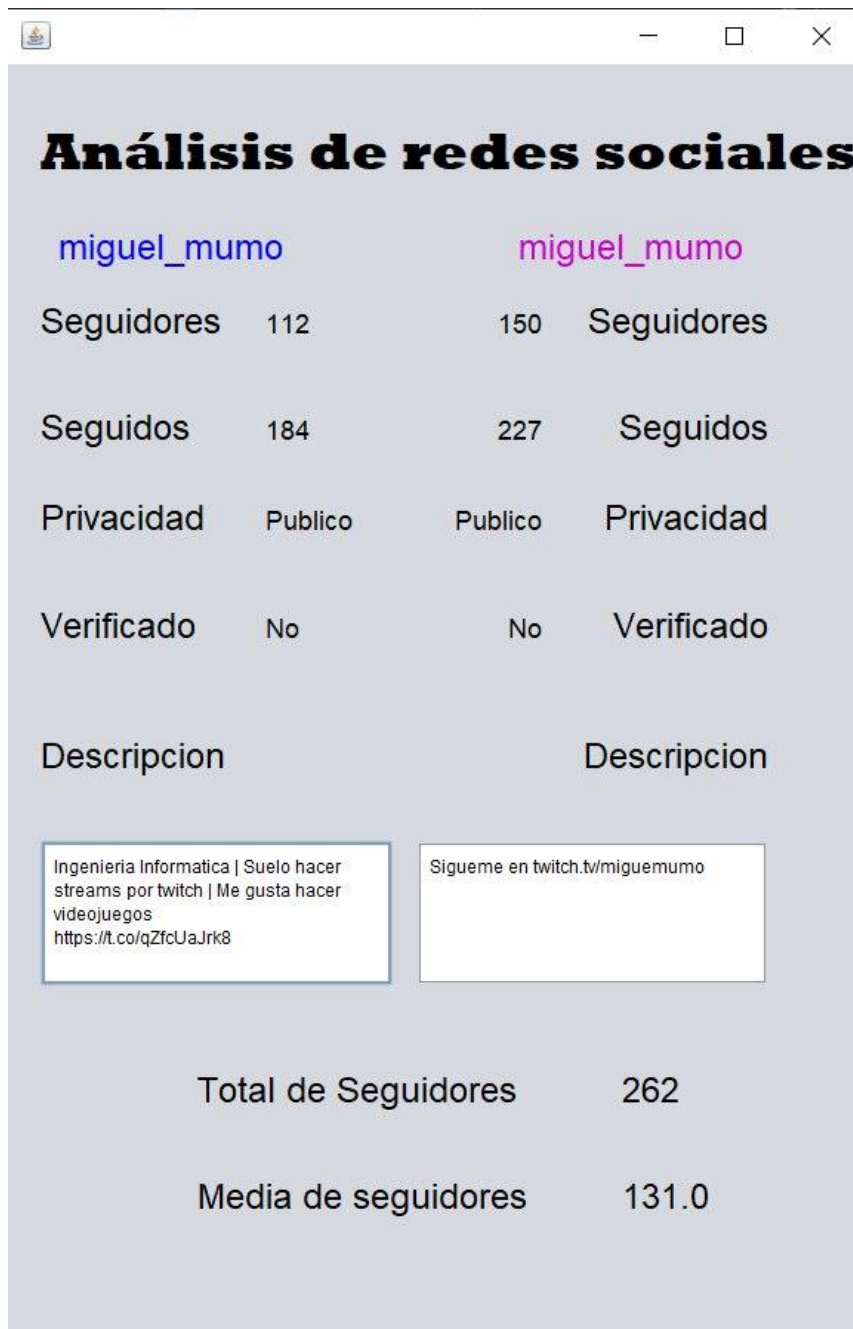 Análisis de redes sociales
miguel_mumo miguel_mumo
Seguidores 112 150 Seguidores
Seguidos 184 227 Seguidos
Privacidad Publico Publico Privacidad
Verificado No No Verificado
Descripcion Descripcion
Ingenieria Informatica | Suelo hacer
streams por twitch | Me gusta hacer
videojuegos
https://t.co/qZfcUaJrk8
Sigueme en twitch.tv/miguemumo
Total de Seguidores 262
Media de seguidores 131.0